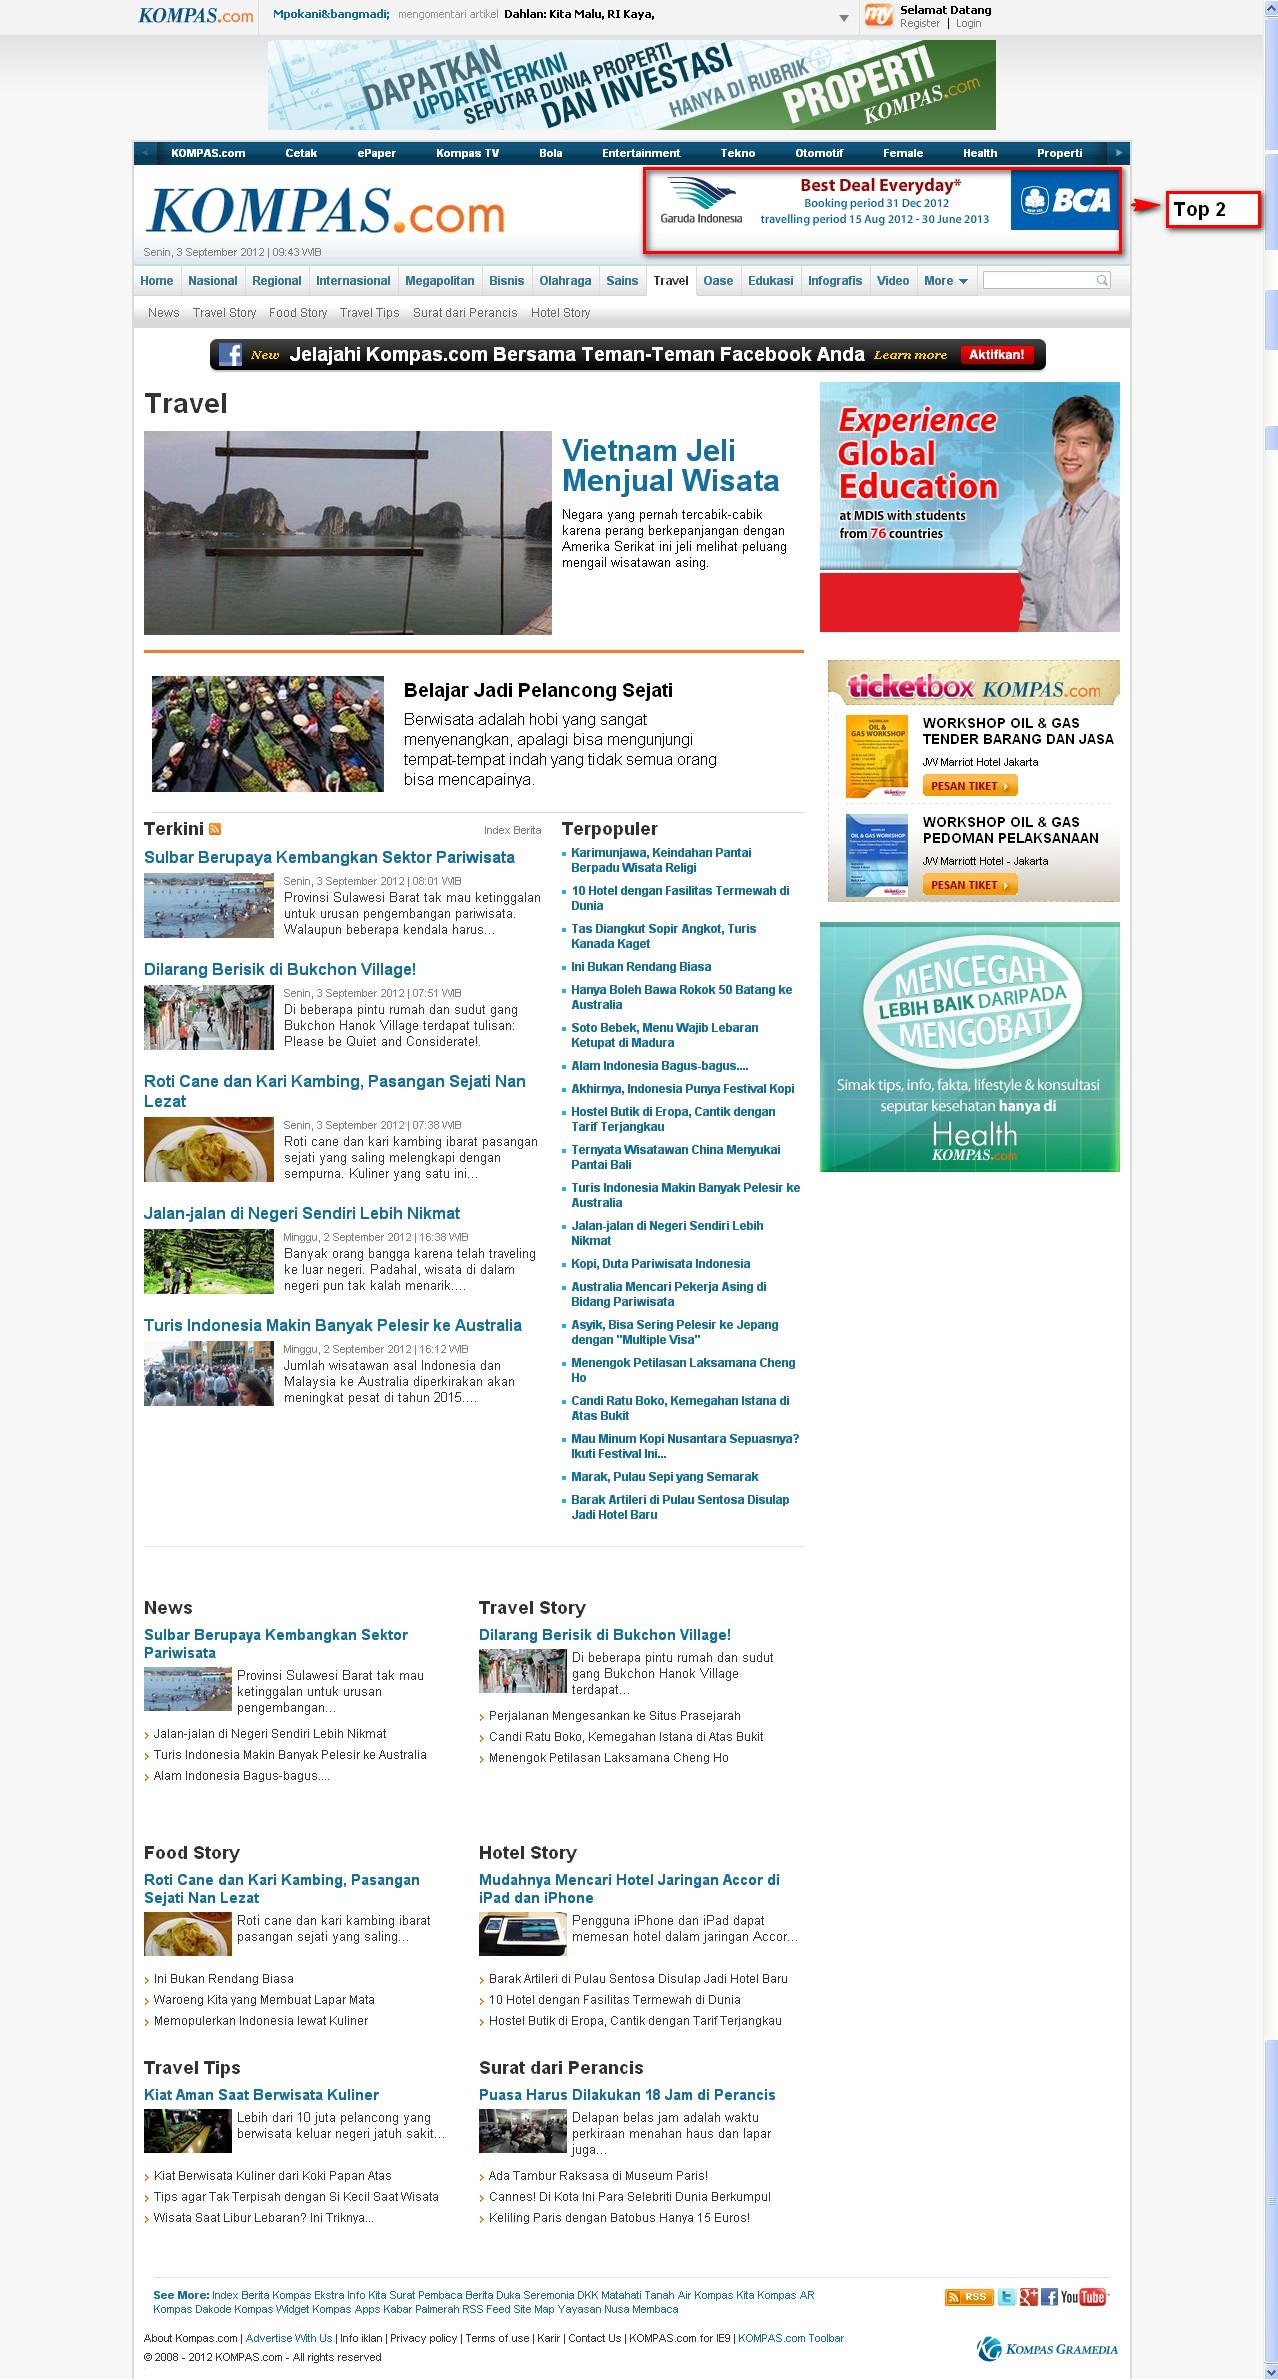 KOMPAS.com
Mpokani&bangmadi; mengomentari artikel Dahlan: Kita Malu, RI Kaya,
my
Selamat Datang
Register | Login
DAPATKAN
UPDATE TERKINI
SEPUTAR DUNIA PROPERTI
DAN INVESTASI
HANYA DI RUBRIK
PROPERTI
KOMPAS.com
KOMPAS.com Cetak ePaper Kompas TV Bola Entertainment Tekno Otomotif Female Health Properti
KOMPAS.com
Senin, 3 September 2012 | 09:43 WIB
Garuda Indonesia
Best Deal Everyday*
Booking period 31 Dec 2012
travelling period 15 Aug 2012 - 30 June 2013
BCA
Top 2
Home Nasional Regional Internasional Megapolitan Bisnis Olahraga Sains Travel Oase Edukasi Infografis Video More
News Travel Story Food Story Travel Tips Surat dari Perancis Hotel Story
New Jelajahi Kompas.com Bersama Teman-Teman Facebook Anda Learn more Aktifkan!
Travel
Vietnam Jeli
Menjual Wisata
Negara yang pernah tercabik-cabik
karena perang berkepanjangan dengan
Amerika Serikat ini jeli melihat peluang
mengail wisatawan asing.
Belajar Jadi Pelancong Sejati
Berwisata adalah hobi yang sangat
menyenangkan, apalagi bisa mengunjungi
tempat-tempat indah yang tidak semua orang
bisa mencapainya.
Experience
Global
Education
at MDIS with students
from 76 countries
ticketbox KOMPAS.com
OIL &
GAS WORKSHOP
WORKSHOP OIL & GAS
TENDER BARANG DAN JASA
JW Marriot Hotel Jakarta
PESAN TIKET
OIL & GAS WORKSHOP
WORKSHOP OIL & GAS
PEDOMAN PELAKSANAAN
JW Marriott Hotel - Jakarta
PESAN TIKET
MENCEGAH
LEBIH BAIK DARIPADA
MENGOBATI
Simak tips, info, fakta, lifestyle & konsultasi
seputar kesehatan hanya di
Health
KOMPAS.com
Terkini
Index Berita
Sulbar Berupaya Kembangkan Sektor Pariwisata
Senin, 3 September 2012 | 08:01 WIB
Provinsi Sulawesi Barat tak mau ketinggalan
untuk urusan pengembangan pariwisata.
Walaupun beberapa kendala harus...
Dilarang Berisik di Bukchon Village!
Senin, 3 September 2012 | 07:51 WIB
Di beberapa pintu rumah dan sudut gang
Bukchon Hanok Village terdapat tulisan:
Please be Quiet and Considerate!.
Roti Cane dan Kari Kambing, Pasangan Sejati Nan
Lezat
Senin, 3 September 2012 | 07:38 WIB
Roti cane dan kari kambing ibarat pasangan
sejati yang saling melengkapi dengan
sempurna. Kuliner yang satu ini...
Jalan-jalan di Negeri Sendiri Lebih Nikmat
Minggu, 2 September 2012 | 16:38 WIB
Banyak orang bangga karena telah traveling
ke luar negeri. Padahal, wisata di dalam
negeri pun tak kalah menarik....
Turis Indonesia Makin Banyak Pelesir ke Australia
Minggu, 2 September 2012 | 16:12 WIB
Jumlah wisatawan asal Indonesia dan
Malaysia ke Australia diperkirakan akan
meningkat pesat di tahun 2015....
Terpopuler
Karimunjawa, Keindahan Pantai
Berpadu Wisata Religi
10 Hotel dengan Fasilitas Termewah di
Dunia
Tas Diangkut Sopir Angkot, Turis
Kanada Kaget
Ini Bukan Rendang Biasa
Hanya Boleh Bawa Rokok 50 Batang ke
Australia
Soto Bebek, Menu Wajib Lebaran
Ketupat di Madura
Alam Indonesia Bagus-bagus....
Akhirnya, Indonesia Punya Festival Kopi
Hostel Butik di Eropa, Cantik dengan
Tarif Terjangkau
Ternyata Wisatawan China Menyukai
Pantai Bali
Turis Indonesia Makin Banyak Pelesir ke
Australia
Jalan-jalan di Negeri Sendiri Lebih
Nikmat
Kopi, Duta Pariwisata Indonesia
Australia Mencari Pekerja Asing di
Bidang Pariwisata
Asyik, Bisa Sering Pelesir ke Jepang
dengan "Multiple Visa"
Menengok Petilasan Laksamana Cheng
Ho
Candi Ratu Boko, Kemegahan Istana di
Atas Bukit
Mau Minum Kopi Nusantara Sepuasnya?
Ikuti Festival Ini...
Marak, Pulau Sepi yang Semarak
Barak Artileri di Pulau Sentosa Disulap
Jadi Hotel Baru
News
Sulbar Berupaya Kembangkan Sektor
Pariwisata
Provinsi Sulawesi Barat tak mau
ketinggalan untuk urusan
pengembangan...
Jalan-jalan di Negeri Sendiri Lebih Nikmat
Turis Indonesia Makin Banyak Pelesir ke Australia
Alam Indonesia Bagus-bagus....
Travel Story
Dilarang Berisik di Bukchon Village!
Di beberapa pintu rumah dan sudut
gang Bukchon Hanok Village
terdapat...
Perjalanan Mengesankan ke Situs Prasejarah
Candi Ratu Boko, Kemegahan Istana di Atas Bukit
Menengok Petilasan Laksamana Cheng Ho
Food Story
Roti Cane dan Kari Kambing, Pasangan
Sejati Nan Lezat
Roti cane dan kari kambing ibarat
pasangan sejati yang saling...
Ini Bukan Rendang Biasa
Waroeng Kita yang Membuat Lapar Mata
Memopulerkan Indonesia lewat Kuliner
Hotel Story
Mudahnya Mencari Hotel Jaringan Accor di
iPad dan iPhone
Pengguna iPhone dan iPad dapat
memesan hotel dalam jaringan Accor...
Barak Artileri di Pulau Sentosa Disulap Jadi Hotel Baru
10 Hotel dengan Fasilitas Termewah di Dunia
Hostel Butik di Eropa, Cantik dengan Tarif Terjangkau
Travel Tips
Kiat Aman Saat Berwisata Kuliner
Lebih dari 10 juta pelancong yang
berwisata keluar negeri jatuh sakit...
Kiat Berwisata Kuliner dari Koki Papan Atas
Tips agar Tak Terpisah dengan Si Kecil Saat Wisata
Wisata Saat Libur Lebaran? Ini Triknya...
Surat dari Perancis
Puasa Harus Dilakukan 18 Jam di Perancis
Delapan belas jam adalah waktu
perkiraan menahan haus dan lapar
juga...
Ada Tambur Raksasa di Museum Paris!
Cannes! Di Kota Ini Para Selebriti Dunia Berkumpul
Keliling Paris dengan Batobus Hanya 15 Euros!
See More: Index Berita Kompas Ekstra Info Kita Surat Pembaca Berita Duka Seremonia DKK Matahati Tanah Air Kompas Kita Kompas AR
Kompas Dakode Kompas Widget Kompas Apps Kabar Palmerah RSS Feed Site Map Yayasan Nusa Membaca
RSS
YouTube
About Kompas.com | Advertise With Us | Info iklan | Privacy policy | Terms of use | Karir | Contact Us | KOMPAS.com for IE9 | KOMPAS.com Toolbar
© 2008 - 2012 KOMPAS.com - All rights reserved
KOMPAS GRAMEDIA